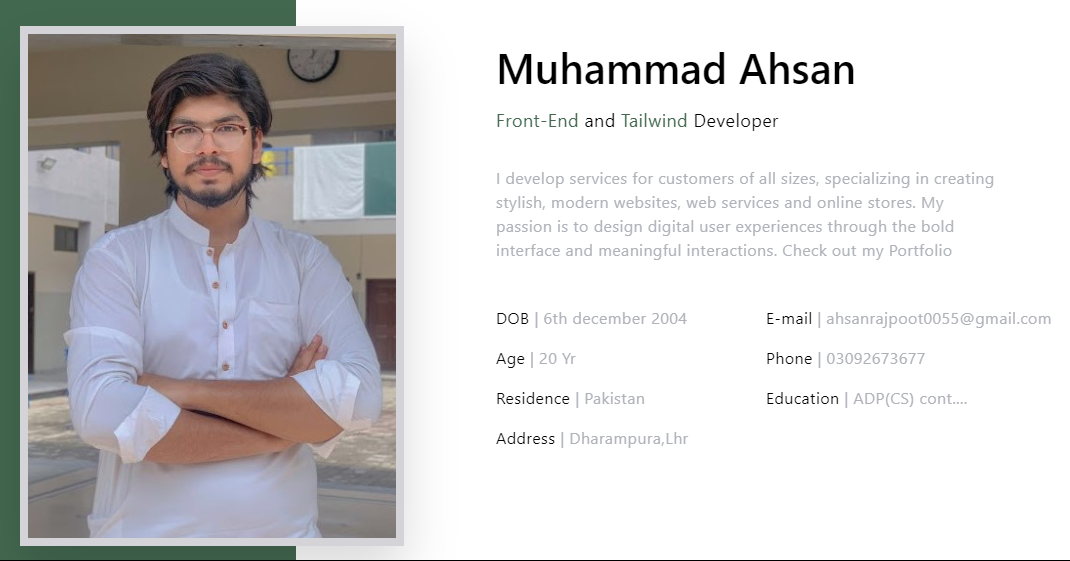 Muhammad Ahsan
Front-End and Tailwind Developer
I develop services for customers of all sizes, specializing in creating
stylish, modern websites, web services and online stores. My
passion is to design digital user experiences through the bold
interface and meaningful interactions. Check out my Portfolio
DOB | 6th december 2004
E-mail | ahsanrajpoot0055@gmail.com
Age | 20 Yr
Phone | 03092673677
Residence | Pakistan
Education | ADP(CS) cont....
Address | Dharampura,Lhr